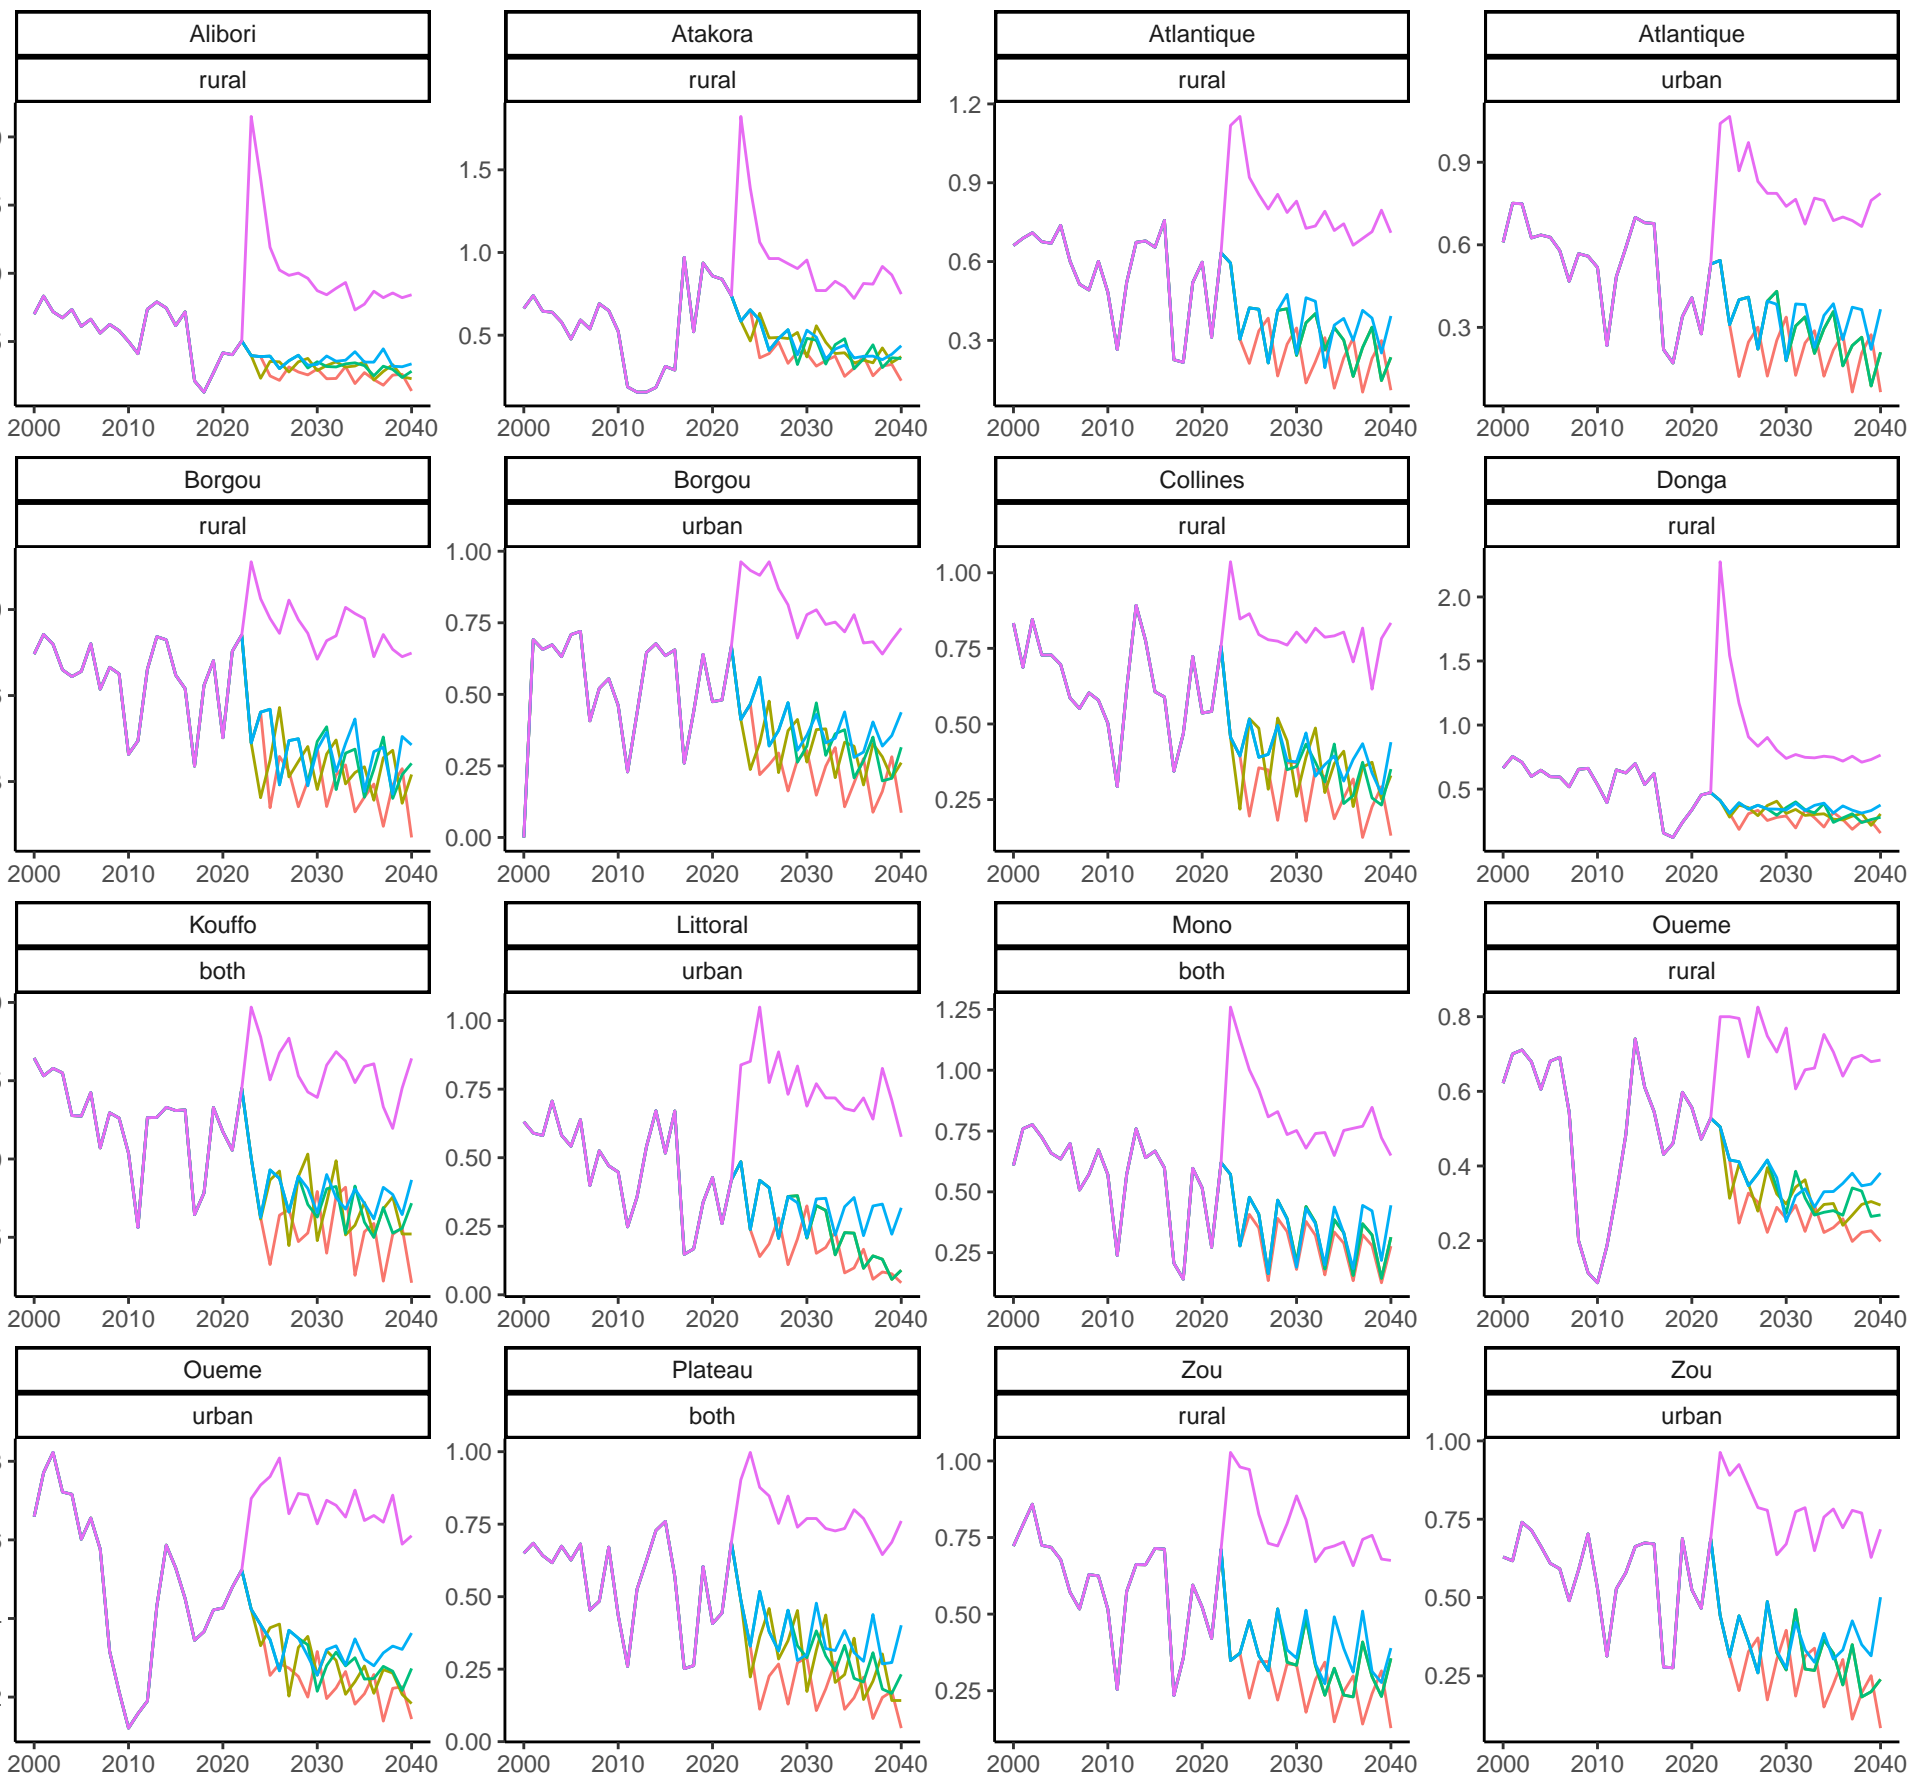 Alibori Atakora Atlantique Atlantique
rural rural rural urban
1.2
1.5 0.9 0.9
1.0 0.6 0.6
0.5 0.3 0.3
2000 2010 2020 2030 2040 2000 2010 2020 2030 2040 2000 2010 2020 2030 2040 2000 2010 2020 2030 2040
Borgou Borgou Collines Donga
rural urban rural rural
1.00 1.00 2.0
0.75 0.75 1.5
0.50 0.50 1.0
0.25 0.25 0.5
0.00
2000 2010 2020 2030 2040 2000 2010 2020 2030 2040 2000 2010 2020 2030 2040 2000 2010 2020 2030 2040
Kouffo Littoral Mono Oueme
both urban both rural
1.00 1.25 0.8
0.75 1.00 0.6
0.50 0.75 0.4
0.25 0.50 0.2
0.00 0.25
2000 2010 2020 2030 2040 2000 2010 2020 2030 2040 2000 2010 2020 2030 2040 2000 2010 2020 2030 2040
Oueme Plateau Zou Zou
urban both rural urban
1.00 1.00 1.00
0.75 0.75 0.75
0.50 0.50 0.50
0.25 0.25 0.25
0.00
2000 2010 2020 2030 2040 2000 2010 2020 2030 2040 2000 2010 2020 2030 2040 2000 2010 2020 2030 2040